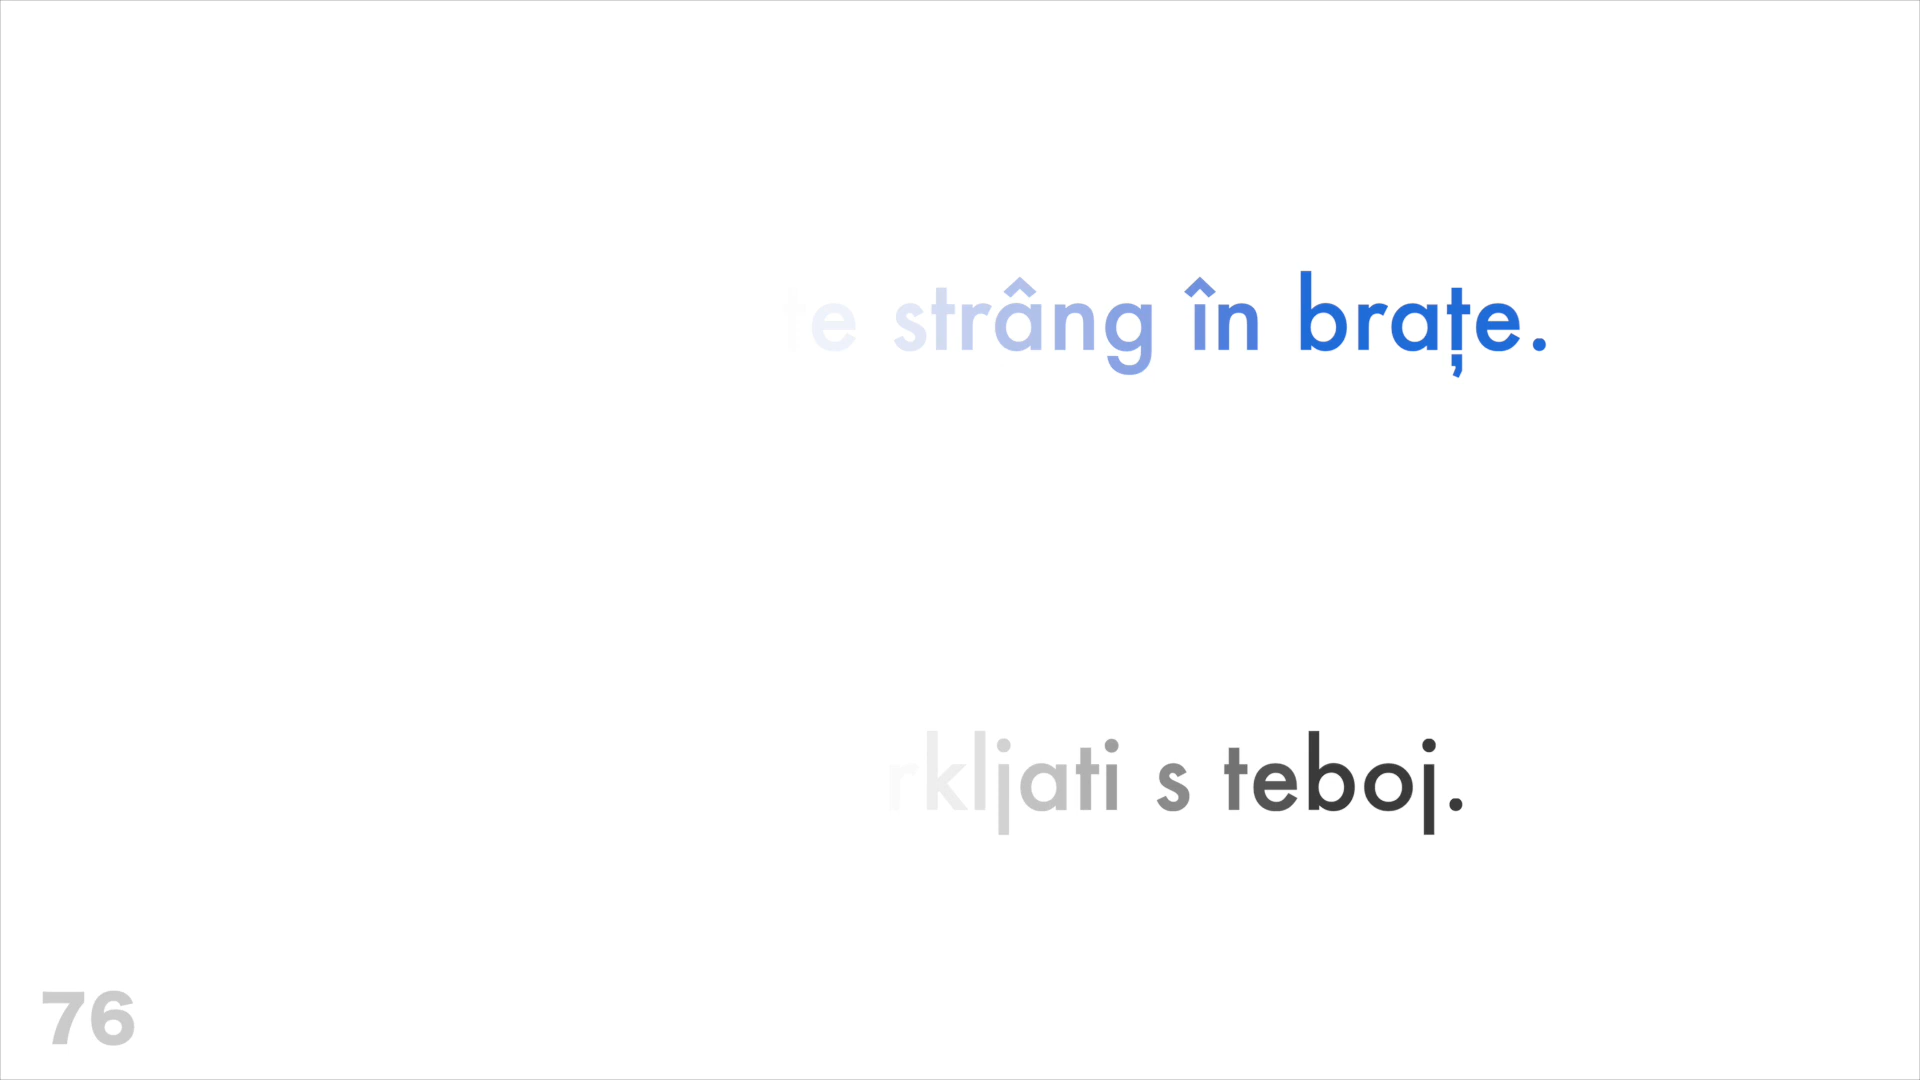 te strâng în brațe.
rkljati s teboj.
76